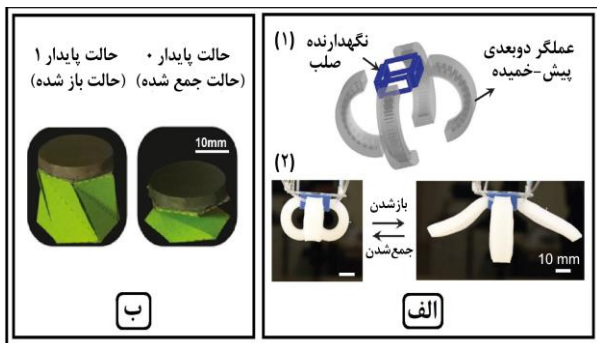 (۱)
نگهدارنده
صلب
عملگر دوبعدی
پیش-خمیده
(۲)
بازشدن
جمع‌شدن
10 mm
الف
حالت پایدار ۰
(حالت جمع شده)
حالت پایدار ۱
(حالت باز شده)
10mm
ب